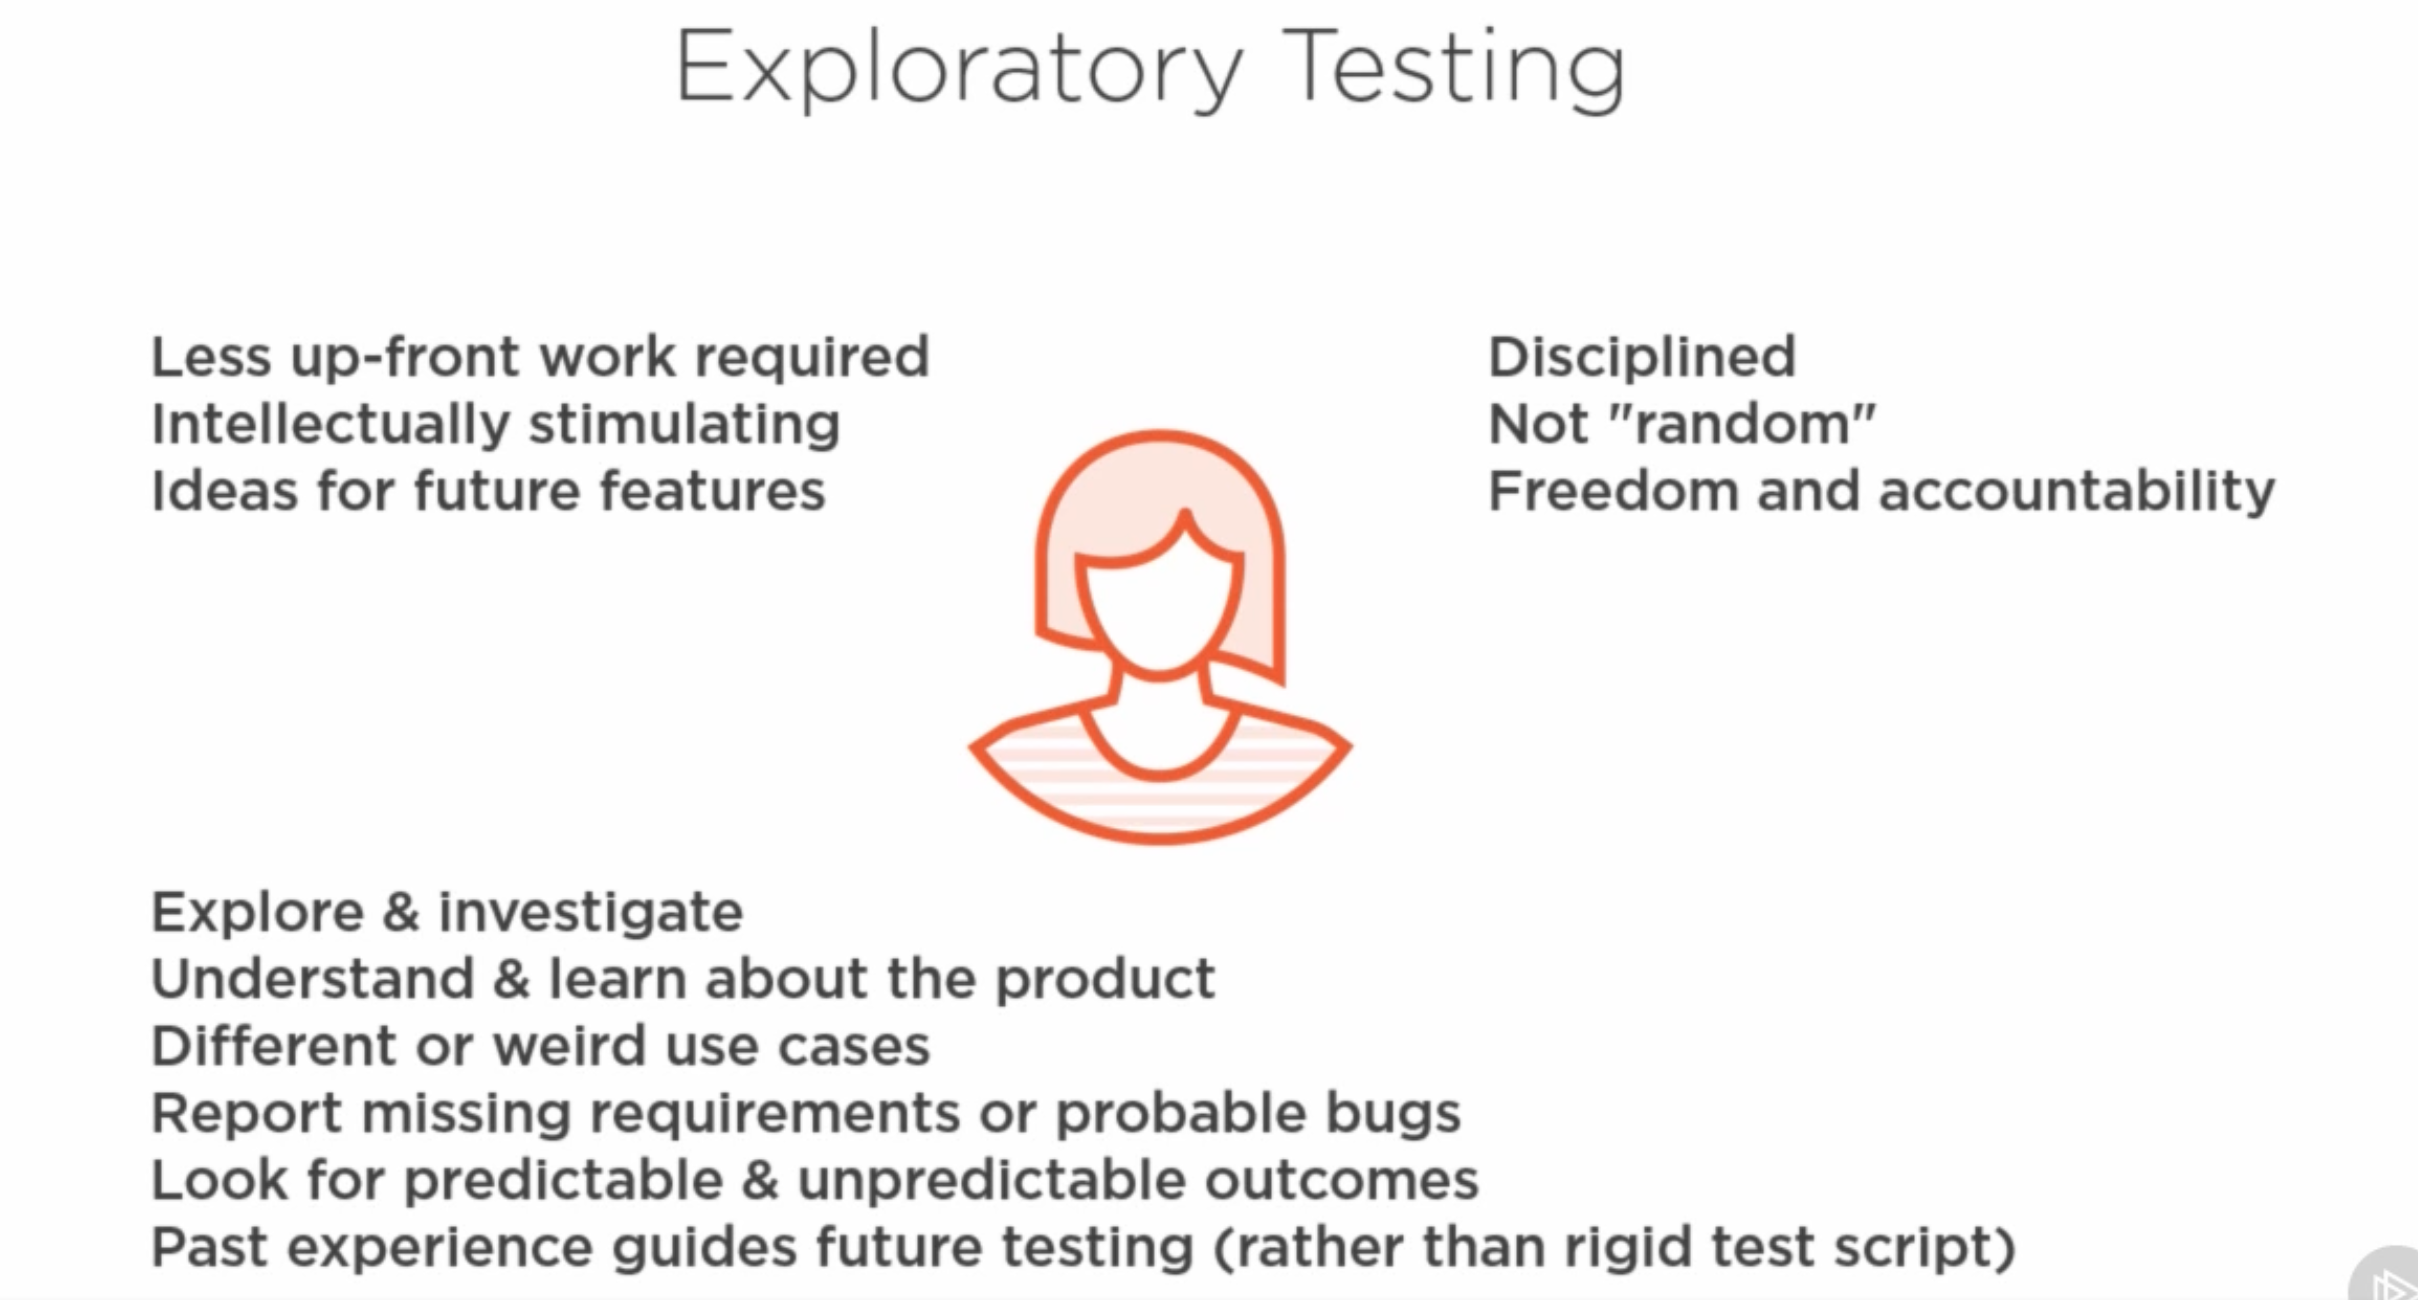 Exploratory Testing
Less up-front work required
Intellectually stimulating
Ideas for future features
Disciplined
Not "random"
Freedom and accountability
Explore & investigate
Understand & learn about the product
Different or weird use cases
Report missing requirements or probable bugs
Look for predictable & unpredictable outcomes
Past experience guides future testing (rather than rigid test script)